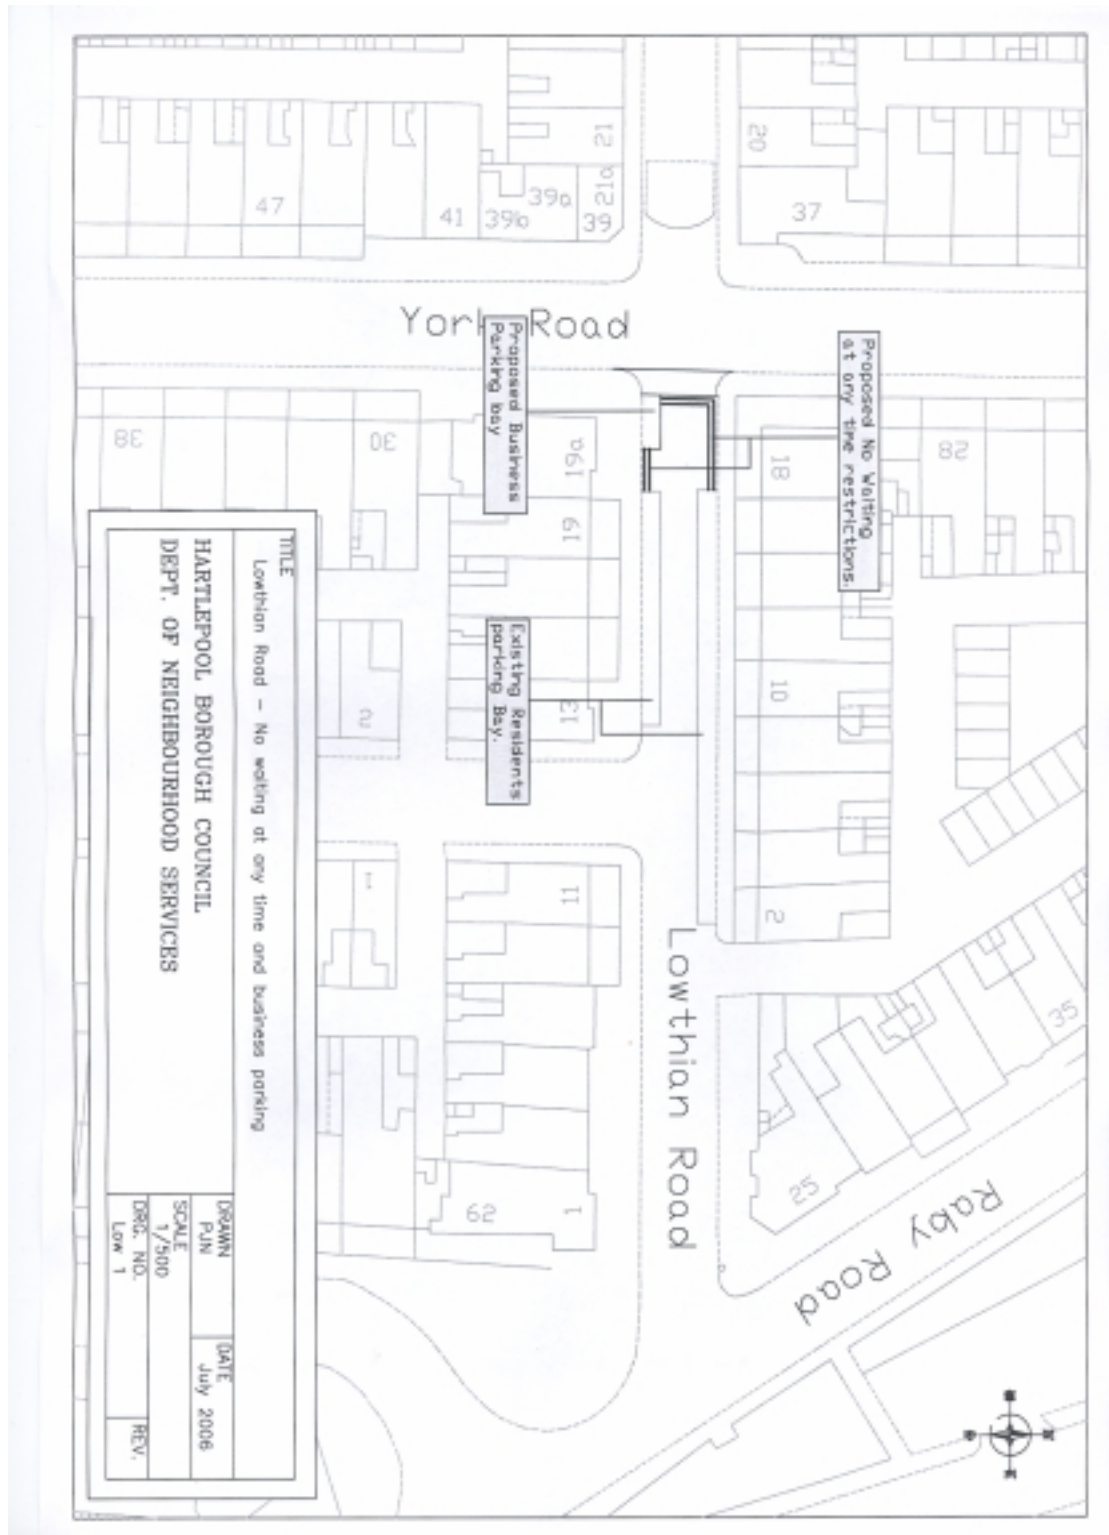 21
20
47
41
39b
39a
21a
39
37
York Road
Proposed Business
Parking bay
Proposed No Waiting
at any time restrictions.
38
30
19a
18
28
19
Existing Residents
parking Bay.
10
13
2
11
2
Lowthian Road
35
25
Raby Road
62
1
TITLE
Lowthian Road - No waiting at any time and business parking
HARTLEPOOL BOROUGH COUNCIL
DEPT. OF NEIGHBOURHOOD SERVICES
DRAWN
PJN
DATE
July 2006
SCALE
1/500
DRG. NO.
Low 1
REV.